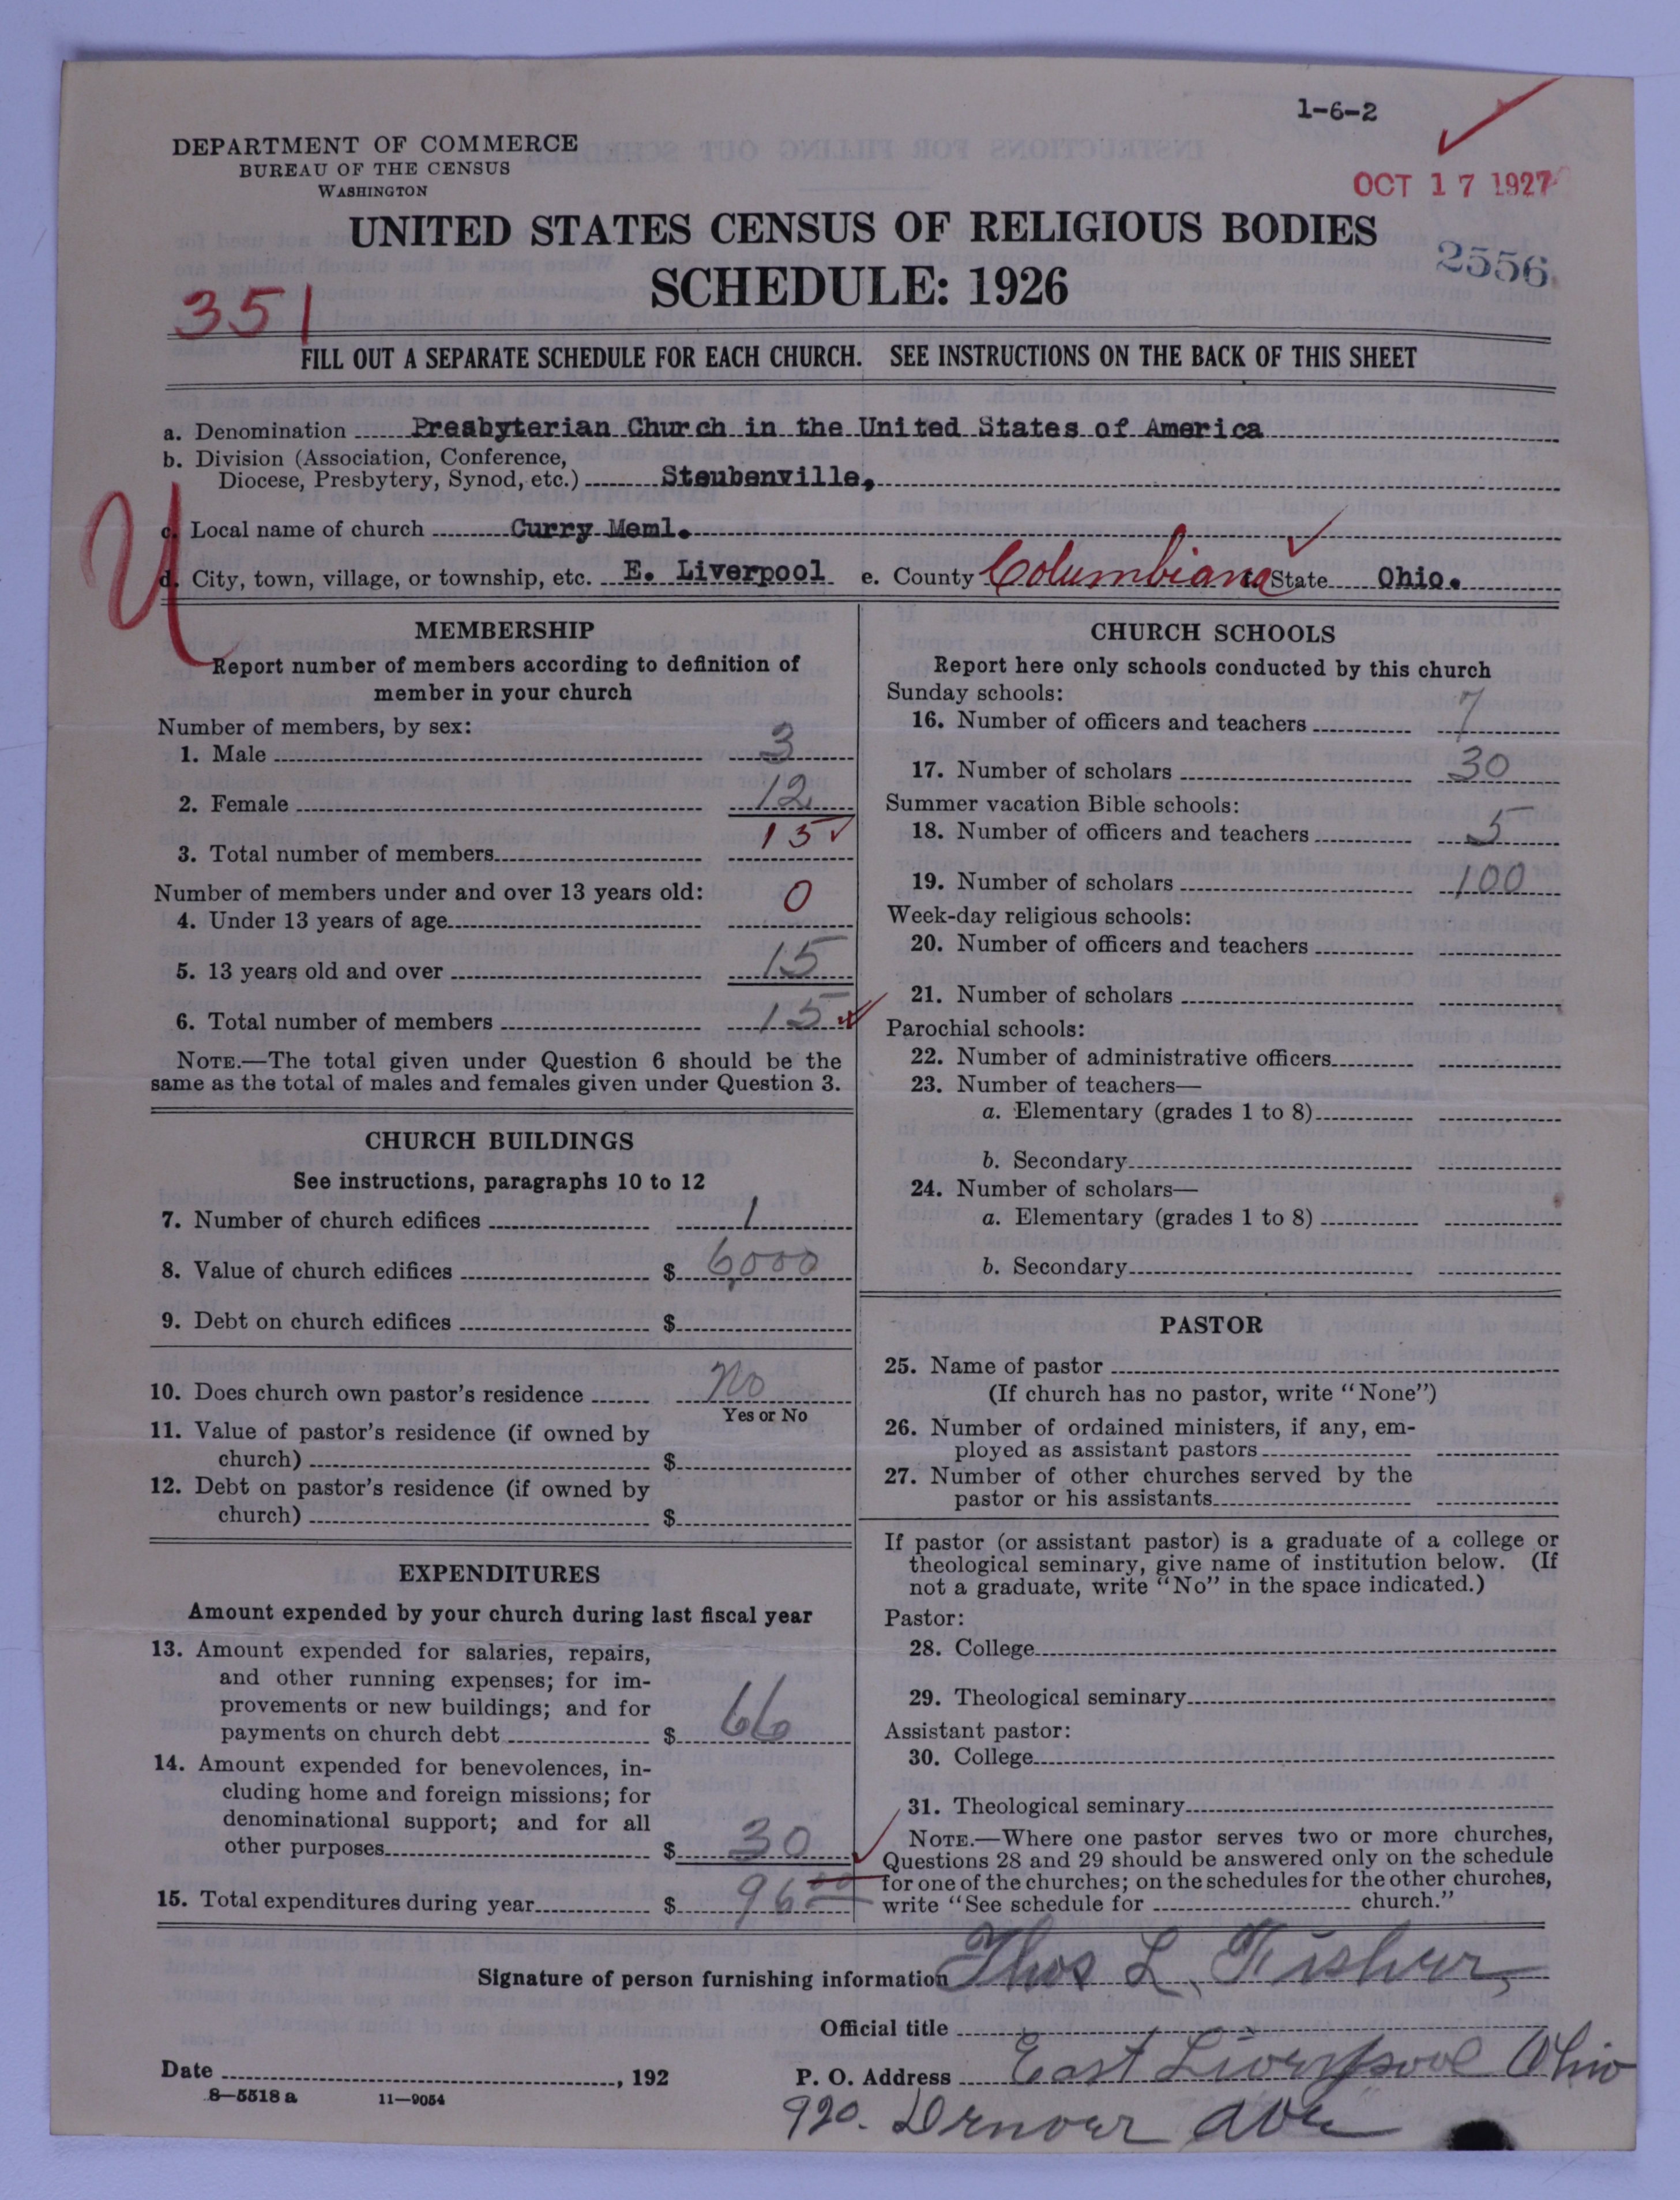 1-6-2
DEPARTMENT OF COMMERCE
BUREAU OF THE CENSUS
WASHINGTON
OCT 17 1927
UNITED STATES CENSUS OF RELIGIOUS BODIES
2556
SCHEDULE: 1926
351
FILL OUT A SEPARATE SCHEDULE FOR EACH CHURCH. SEE INSTRUCTIONS ON THE BACK OF THIS SHEET
a. Denomination Presbyterian Church in the United States of America
b. Division (Association, Conference,
Diocese, Presbytery, Synod, etc.) Steubenville,
c. Local name of church Curry Meml.
d. City, town, village, or township, etc. E. Liverpool e. County Columbiana State Ohio.
MEMBERSHIP
Report number of members according to definition of
member in your church
Number of members, by sex:
1. Male 3
2. Female 12
15
3. Total number of members
Number of members under and over 13 years old:
4. Under 13 years of age 0
5. 13 years old and over 15
6. Total number of members 15
NOTE.—The total given under Question 6 should be the
same as the total of males and females given under Question 3.
CHURCH BUILDINGS
See instructions, paragraphs 10 to 12
7. Number of church edifices 1
8. Value of church edifices $ 6,000
9. Debt on church edifices $
10. Does church own pastor's residence No
Yes or No
11. Value of pastor's residence (if owned by
church) $
12. Debt on pastor's residence (if owned by
church) $
EXPENDITURES
Amount expended by your church during last fiscal year
13. Amount expended for salaries, repairs,
and other running expenses; for im-
provements or new buildings; and for
payments on church debt $ 66
14. Amount expended for benevolences, in-
cluding home and foreign missions; for
denominational support; and for all
other purposes $ 30
15. Total expenditures during year $ 96 00
CHURCH SCHOOLS
Report here only schools conducted by this church
Sunday schools:
16. Number of officers and teachers 7
17. Number of scholars 30
Summer vacation Bible schools:
18. Number of officers and teachers 5
19. Number of scholars 100
Week-day religious schools:
20. Number of officers and teachers
21. Number of scholars
Parochial schools:
22. Number of administrative officers
23. Number of teachers—
a. Elementary (grades 1 to 8)
b. Secondary
24. Number of scholars—
a. Elementary (grades 1 to 8)
b. Secondary
PASTOR
25. Name of pastor
(If church has no pastor, write "None")
26. Number of ordained ministers, if any, em-
ployed as assistant pastors
27. Number of other churches served by the
pastor or his assistants
If pastor (or assistant pastor) is a graduate of a college or
theological seminary, give name of institution below. (If
not a graduate, write "No" in the space indicated.)
Pastor:
28. College
29. Theological seminary
Assistant pastor:
30. College
31. Theological seminary
NOTE.—Where one pastor serves two or more churches,
Questions 28 and 29 should be answered only on the schedule
for one of the churches; on the schedules for the other churches,
write "See schedule for church."
Signature of person furnishing information Thos L. Fisher,
Official title
Date , 192
P. O. Address East Liverpool Ohio
8—5518 a 11—9054
920. Denver Ave